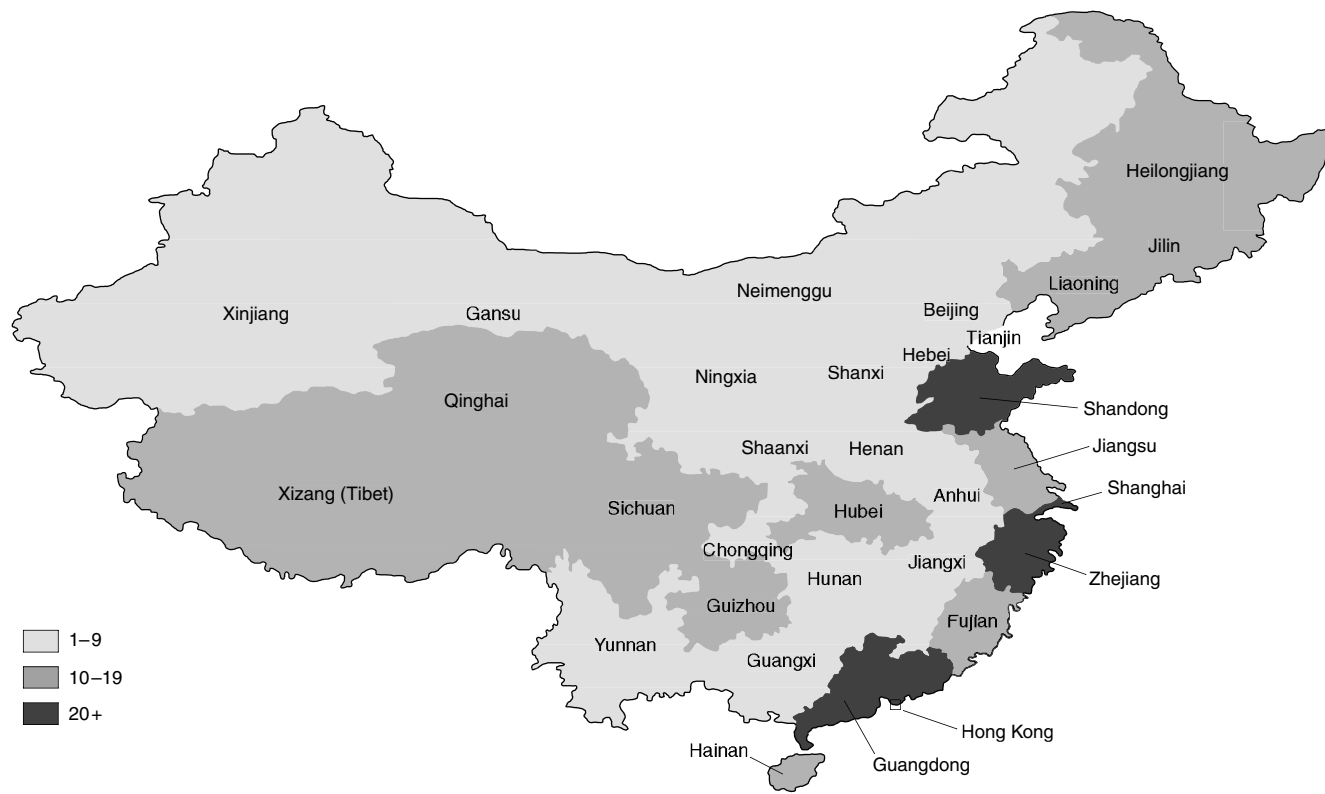 Heilongjiang
Jilin
Liaoning
Neimenggu
Beijing
Xinjiang
Gansu
Tianjin
Hebei
Ningxia
Shanxi
Qinghai
Shandong
Shaanxi
Henan
Jiangsu
Xizang (Tibet)
Sichuan
Anhui
Shanghai
Hubei
Chongqing
Jiangxi
Hunan
Zhejiang
Guizhou
Fujian
Yunnan
Guangxi
1–9
10–19
20+
Hong Kong
Hainan
Guangdong